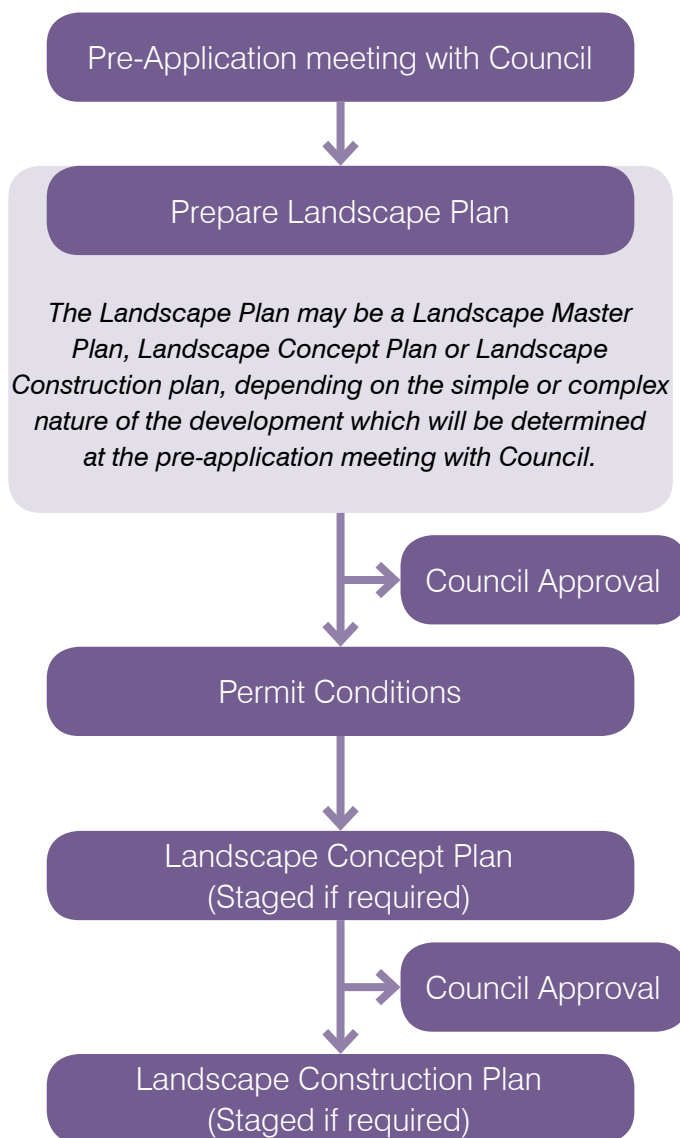 Pre-Application meeting with Council
Prepare Landscape Plan
The Landscape Plan may be a Landscape Master
Plan, Landscape Concept Plan or Landscape
Construction plan, depending on the simple or complex
nature of the development which will be determined
at the pre-application meeting with Council.
Council Approval
Permit Conditions
Landscape Concept Plan
(Staged if required)
Council Approval
Landscape Construction Plan
(Staged if required)